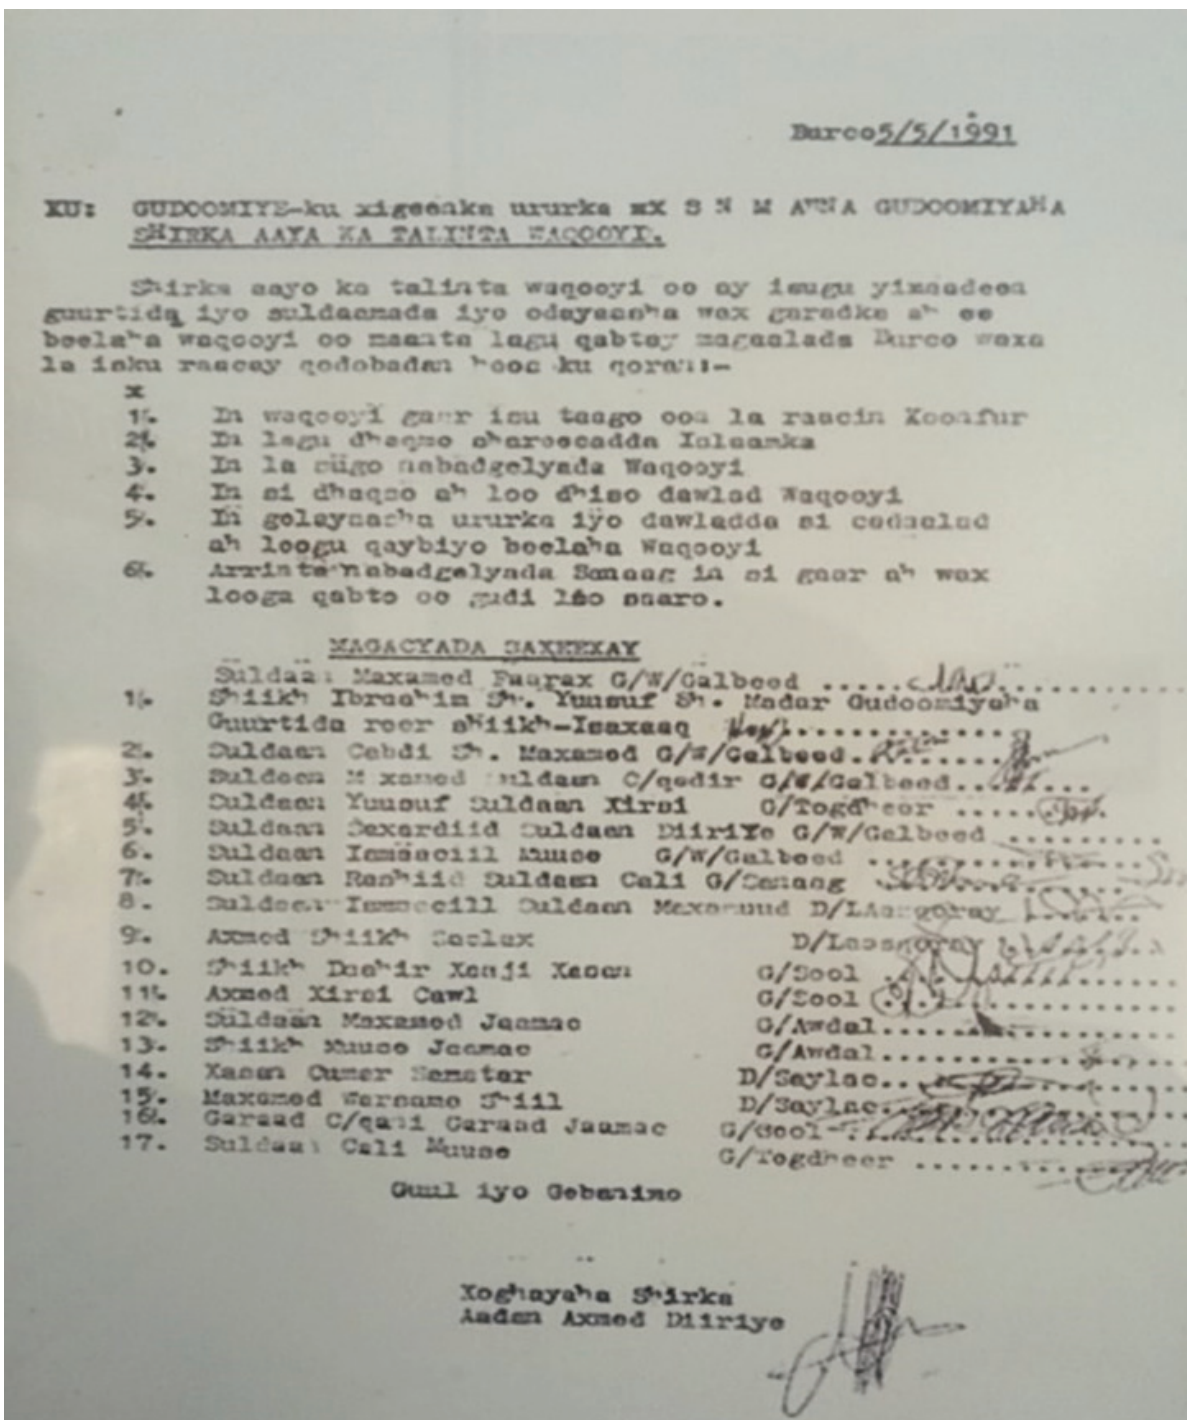 Burco 5/5/1991
KU: GUDOOMIYE-ku xigeenka ururka mX S N M AHNA GUDOOMIYAHA
SHIRKA AAYA KA TALINTA WAQOOYI.
Shirka aayo ka talinta waqooyi oo ay isugu yimaadeen
guurtida iyo suldaamada iyo odayaasha wax garadka ah ee
beelaha waqooyi oo maanta lagu qabtay magaalada Burco waxa
la isku raacay qodobadan hoos ku qoran:-
x
1. In waqooyi gaar isu taago oon la raacin Koonfur
2. In lagu dhaqmo shareecadda Islaamka
3. In la sugo nabadgelyada Waqooyi
4. In si dhaqso ah loo dhiso dawlad Waqooyi
5. In golayaasha ururka iyo dawladda si cadaalad
ah loogu qaybiyo beelaha Waqooyi
6. Arrinta nabadgelyada Sanaag in si gaar ah wax
looga qabto oo gudi loo saaro.
MAGACYADA SAXEEXAY
Suldaan Maxamed Faarax G/W/Galbeed ..............
1. Shiikh Ibraahim Sh. Yuusuf Sh. Madar Gudoomiyaha
Guurtida reer shiikh-Isaxaaq ..............
2. Suldaan Cabdi Sh. Maxamed G/W/Galbeed..........
3. Suldaan Maxamed Suldaan C/qadir G/W/Galbeed......
4. Suldaan Yuusuf Suldaan Xirsi G/Togdheer ........
5. Suldaan Saxardiid Suldaan Diiriye G/W/Galbeed .........
6. Suldaan Ismaaciil Muuse G/W/Galbeed ............
7. Suldaan Rashiid Suldaan Cali G/Sanaag ..........
8. Suldaan Ismaaciil Suldaan Maxamuud D/LAasqoray .......
9. Axmed Shiikh Saalax D/Laasqoray ..........
10. Shiikh Daahir Xaaji Xasan G/Sool ..............
11. Axmed Xirsi Cawl G/Sool ..............
12. Suldaan Maxamed Jaamac G/Awdal..............
13. Shiikh Muuse Jaamac G/Awdal..............
14. Xasan Cumar Samatar D/Saylac..............
15. Maxamed Warsame Shiil D/Saylac..............
16. Garaad C/qani Garaad Jaamac G/Sool ..............
17. Suldaan Cali Muuse G/Togdheer ..............
Guul iyo Gobanimo
Xoghayaha Shirka
Aadan Axmed Diiriye